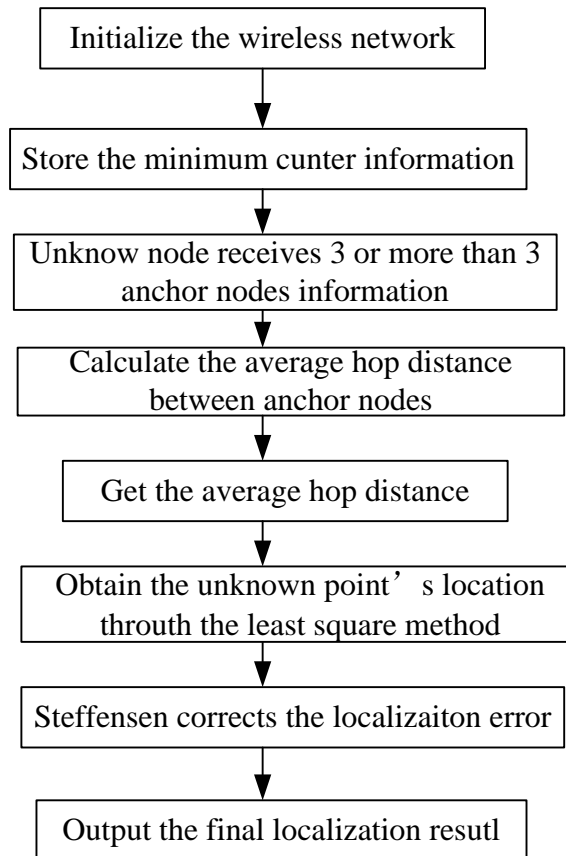 Initialize the wireless network
Store the minimum cunter information
Unknow node receives 3 or more than 3
anchor nodes information
Calculate the average hop distance
between anchor nodes
Get the average hop distance
Obtain the unknown point’s location
throuth the least square method
Steffensen corrects the localizaiton error
Output the final localization resutl